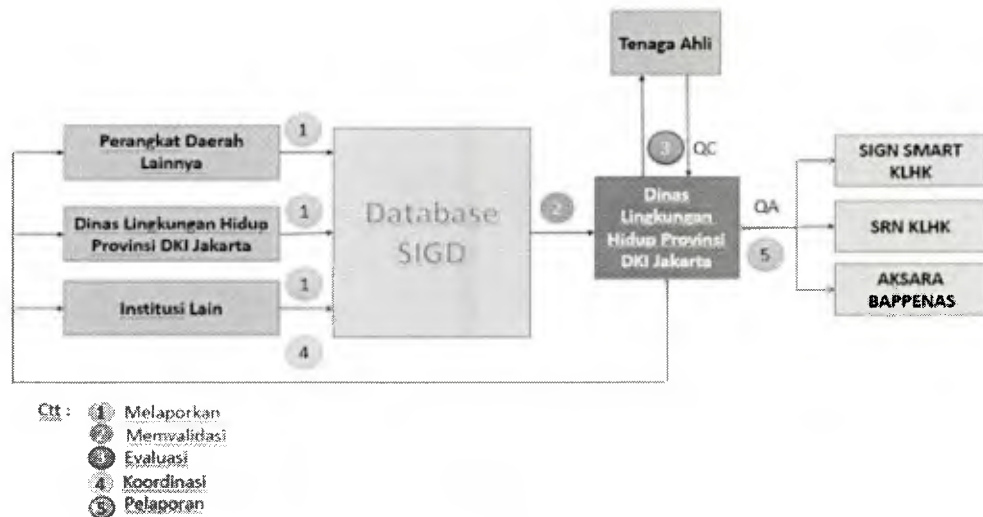 Tenaga Ahli
1
Perangkat Daerah
Lainnya
3
QC
SIGN SMART
KLHK
1
Dinas Lingkungan Hidup
Provinsi DKI Jakarta
Database
SIGD
2
Dinas
Lingkungan
Hidup Provinsi
DKI Jakarta
QA
5
SRN KLHK
1
Institusi Lain
4
AKSARA
BAPPENAS
Ctt :
1 Melaporkan
2 Memvalidasi
3 Evaluasi
4 Koordinasi
5 Pelaporan